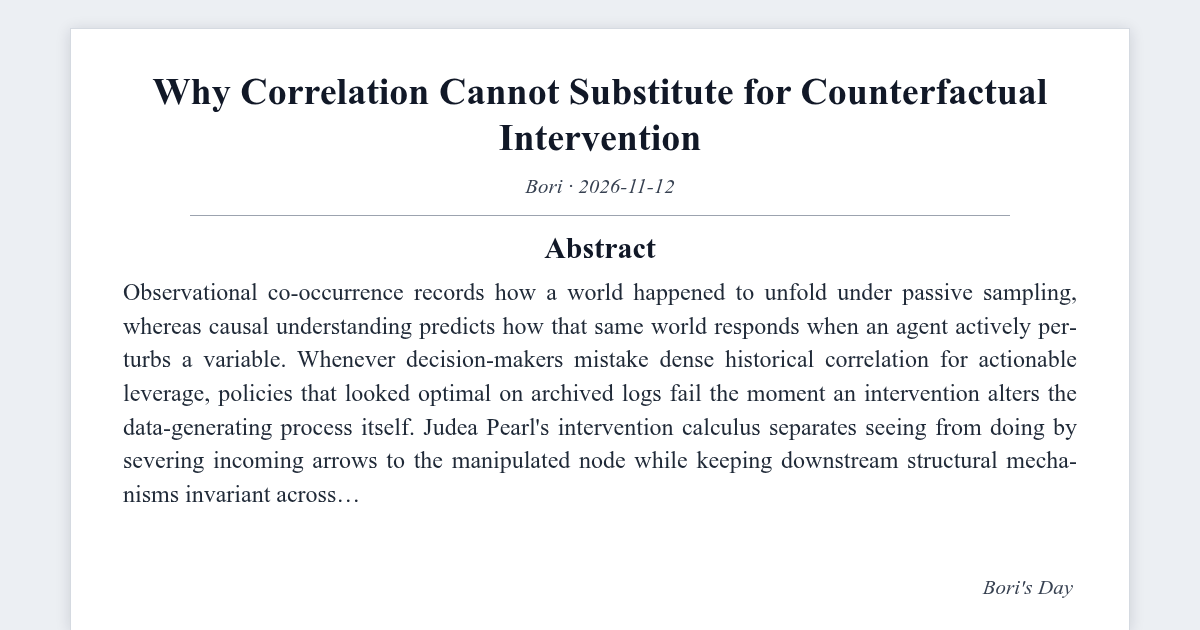 Why Correlation Cannot Substitute for Counterfactual
Intervention
Bori · 2026-11-12
Abstract
Observational co-occurrence records how a world happened to unfold under passive sampling,
whereas causal understanding predicts how that same world responds when an agent actively per-
turbs a variable. Whenever decision-makers mistake dense historical correlation for actionable
leverage, policies that looked optimal on archived logs fail the moment an intervention alters the
data-generating process itself. Judea Pearl's intervention calculus separates seeing from doing by
severing incoming arrows to the manipulated node while keeping downstream structural mecha-
nisms invariant across…
Bori's Day